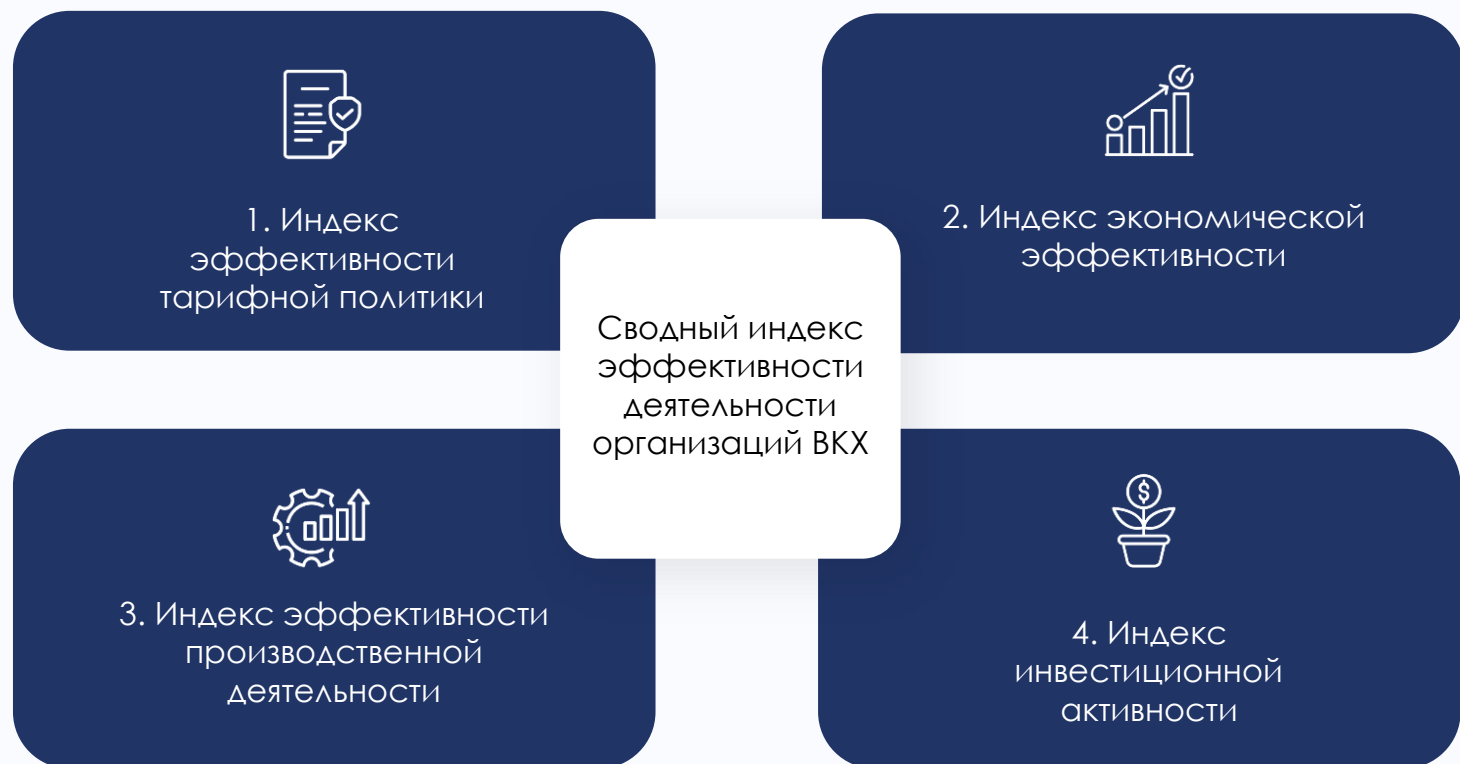 1. Индекс
эффективности
тарифной политики
2. Индекс экономической
эффективности
Сводный индекс
эффективности
деятельности
организаций ВКХ
3. Индекс эффективности
производственной
деятельности
4. Индекс
инвестиционной
активности